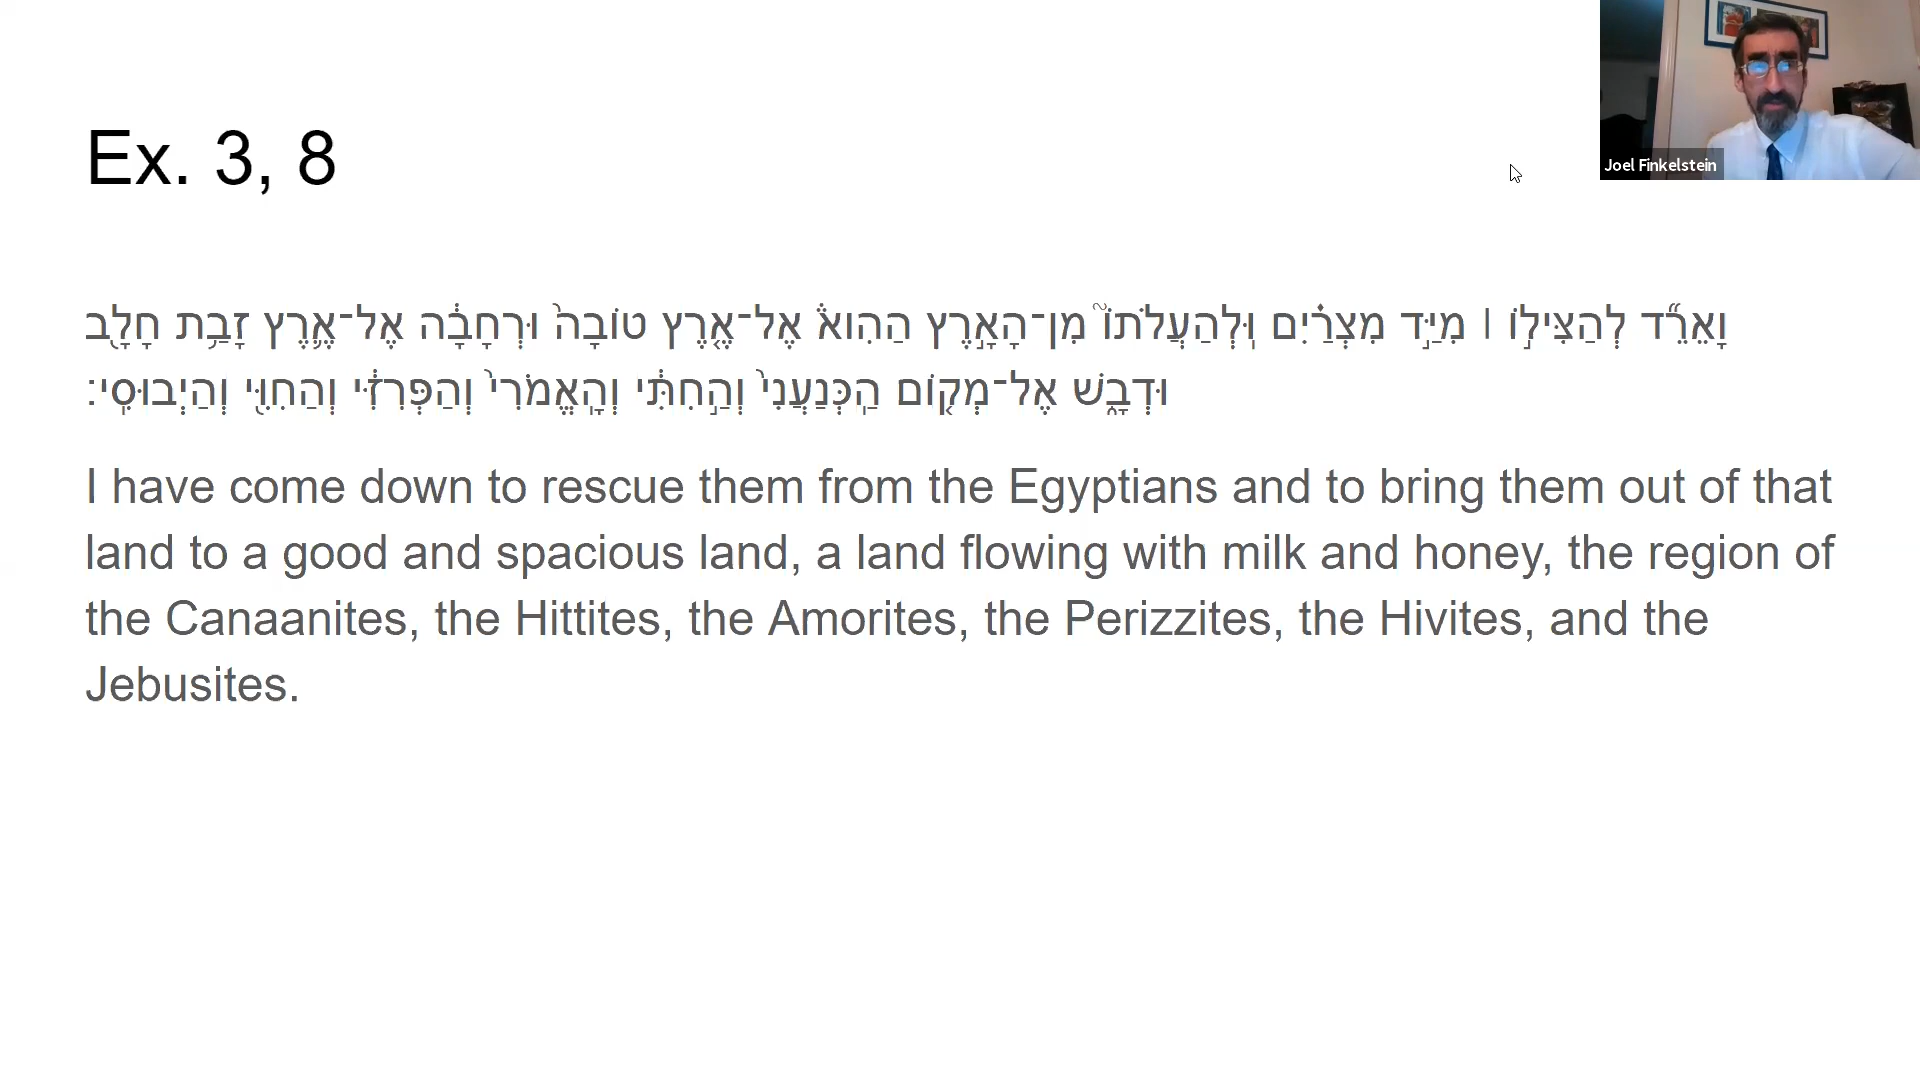 Joel Finkelstein
Ex. 3, 8
וָאֵרֵ֞ד לְהַצִּיל֣וֹ ׀ מִיַּ֣ד מִצְרַ֗יִם וּֽלְהַעֲלֹתוֹ֮ מִן־הָאָ֣רֶץ הַהִוא֒ אֶל־אֶ֤רֶץ טוֹבָה֙ וּרְחָבָ֔ה אֶל־אֶ֛רֶץ זָבַ֥ת חָלָ֖ב
וּדְבָ֑שׁ אֶל־מְק֤וֹם הַֽכְּנַעֲנִי֙ וְהַ֣חִתִּ֔י וְהָֽאֱמֹרִי֙ וְהַפְּרִזִּ֔י וְהַחִוִּ֖י וְהַיְבוּסִֽי׃
I have come down to rescue them from the Egyptians and to bring them out of that
land to a good and spacious land, a land flowing with milk and honey, the region of
the Canaanites, the Hittites, the Amorites, the Perizzites, the Hivites, and the
Jebusites.